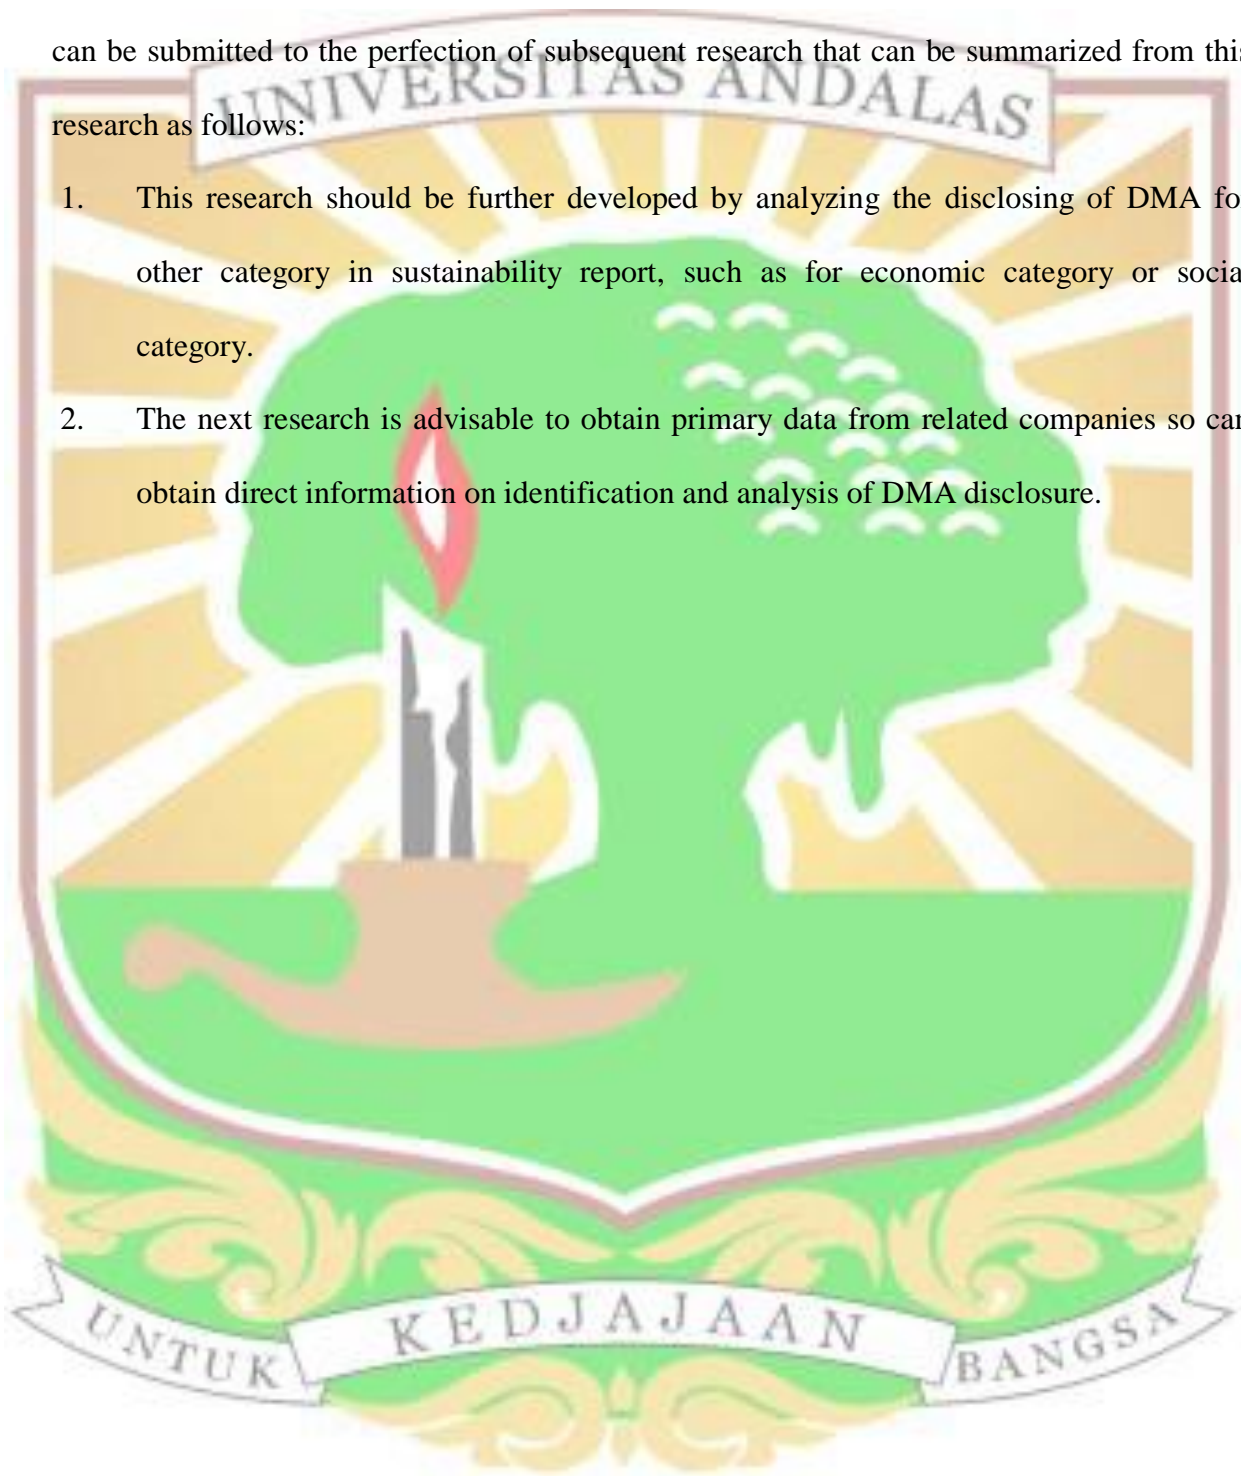 can be submitted to the perfection of subsequent research that can be summarized from this
UNIVERSITAS ANDALAS
research as follows:
1. This research should be further developed by analyzing the disclosing of DMA fo
other category in sustainability report, such as for economic category or socia
category.
2. The next research is advisable to obtain primary data from related companies so can
obtain direct information on identification and analysis of DMA disclosure.
UNTUK KEDJAJAAN BANGSA